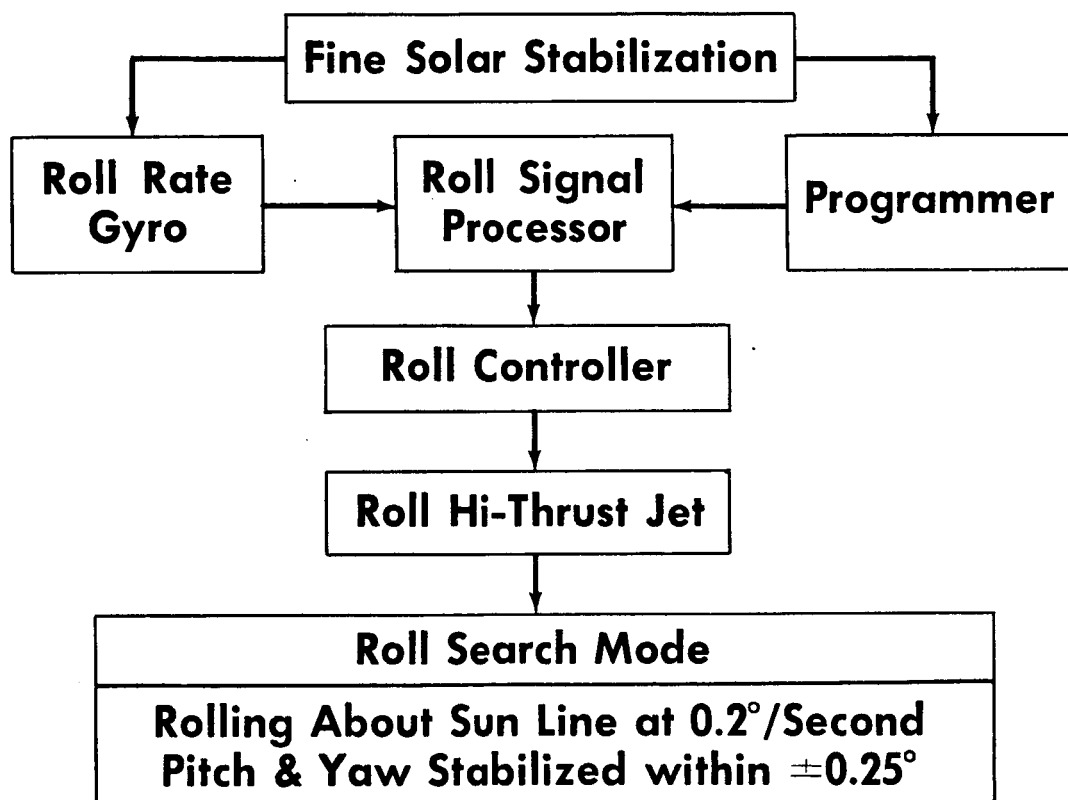 Fine Solar Stabilization
Roll Rate
Gyro
Roll Signal
Processor
Programmer
Roll Controller
Roll Hi-Thrust Jet
Roll Search Mode
Rolling About Sun Line at 0.2°/Second
Pitch & Yaw Stabilized within ±0.25°